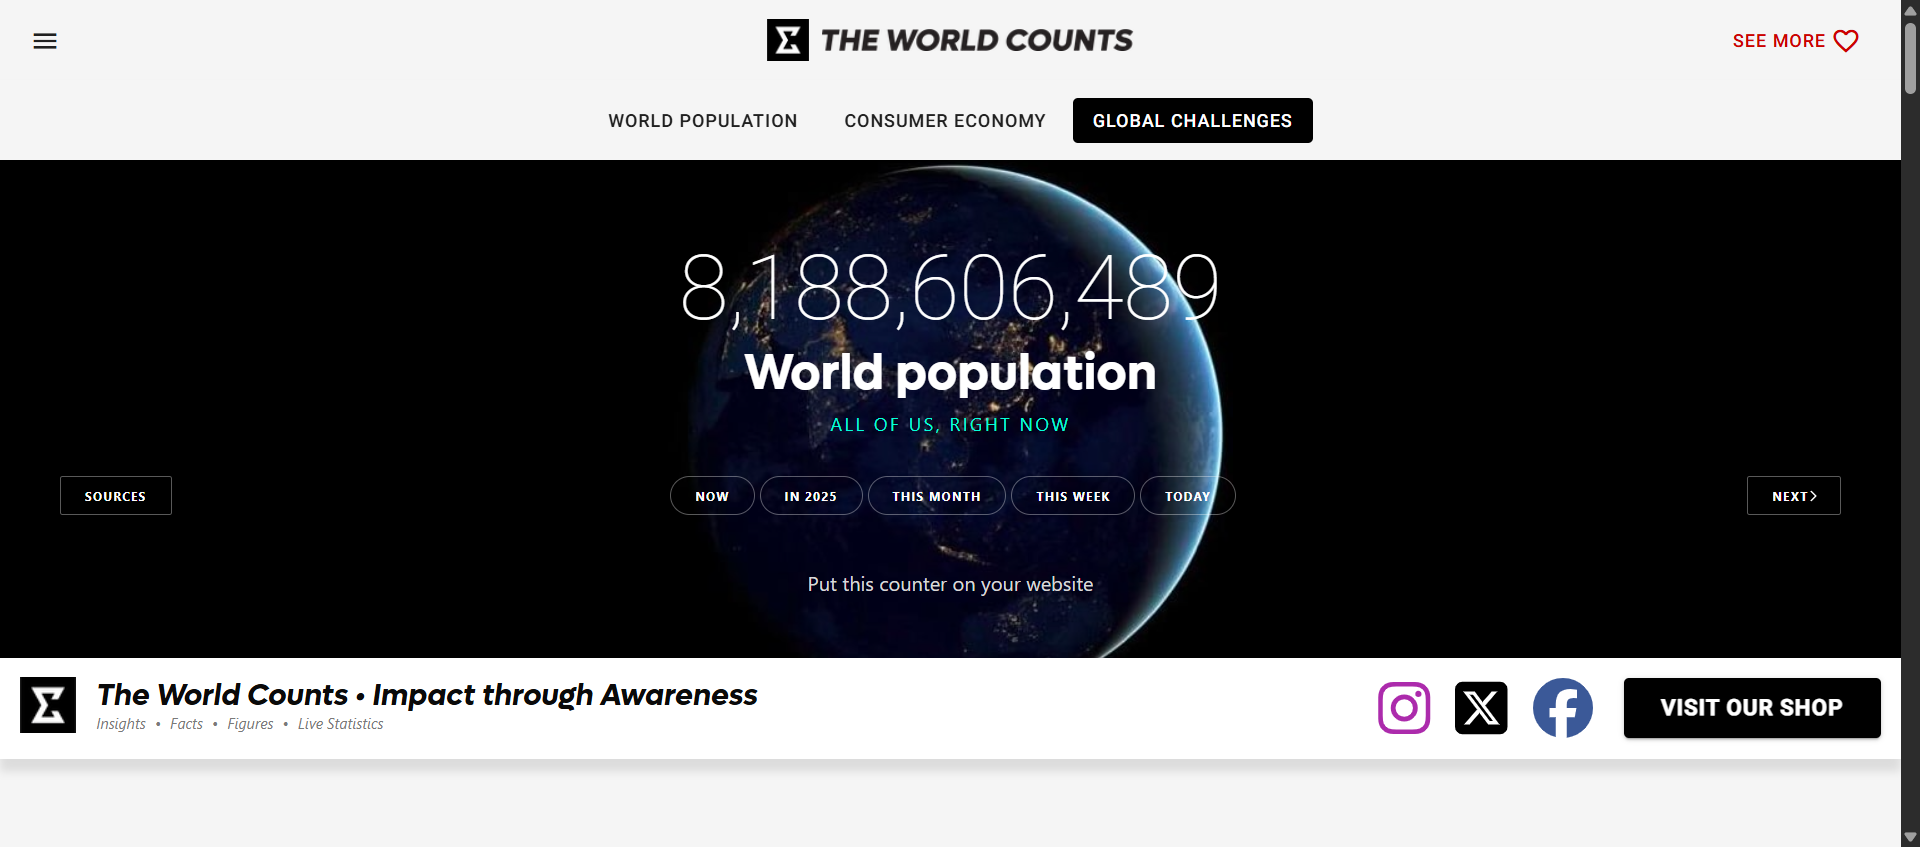 THE WORLD COUNTS
SEE MORE
WORLD POPULATION
CONSUMER ECONOMY
GLOBAL CHALLENGES
8,188,606,489
World population
ALL OF US, RIGHT NOW
SOURCES
NOW
IN 2025
THIS MONTH
THIS WEEK
TODAY
NEXT
Put this counter on your website
The World Counts • Impact through Awareness
Insights • Facts • Figures • Live Statistics
VISIT OUR SHOP